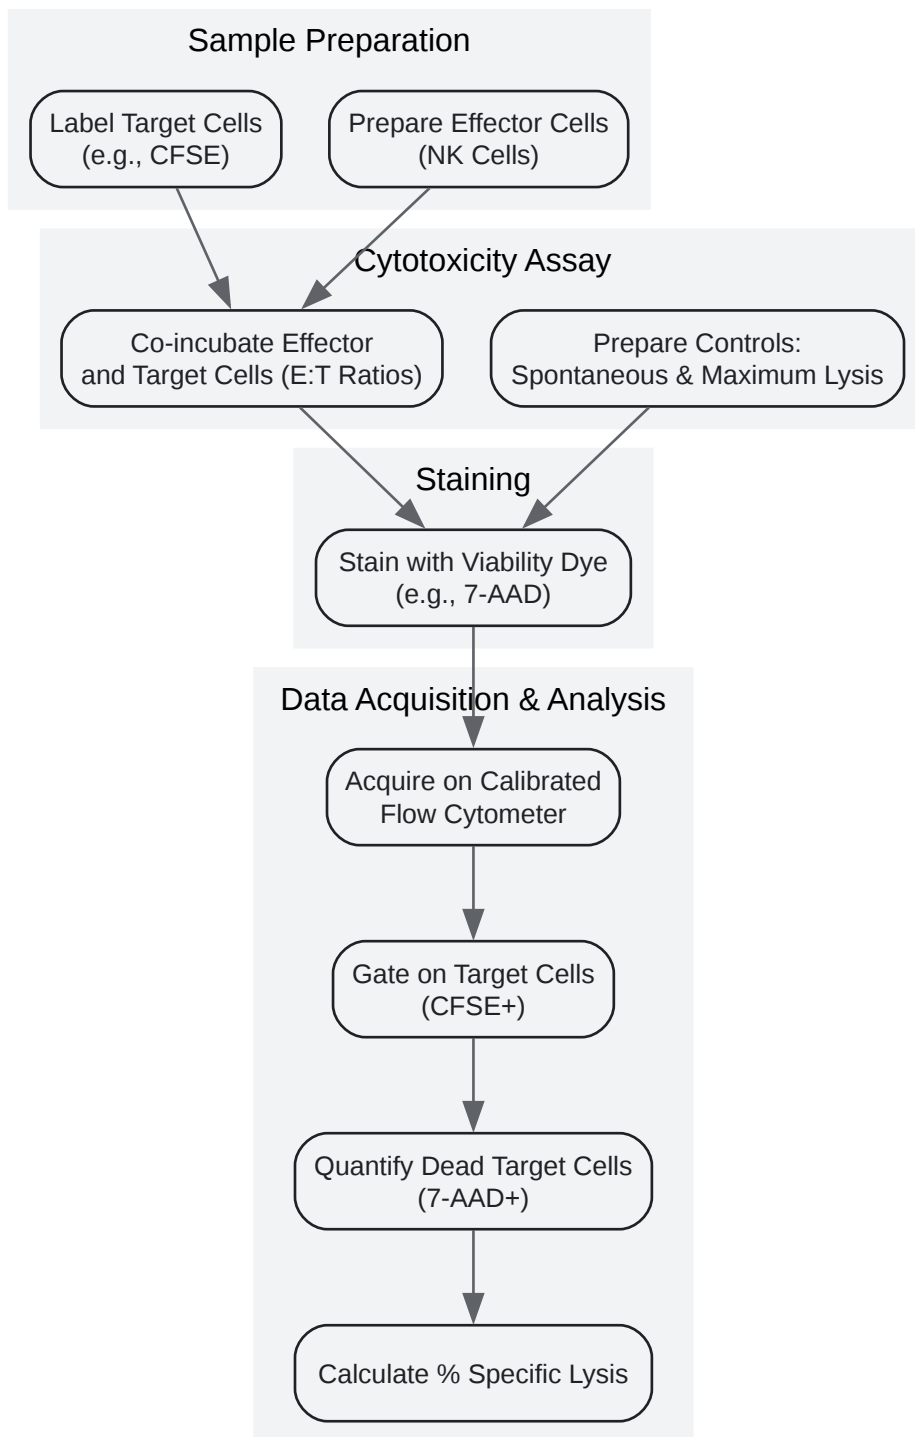 Sample Preparation
Label Target Cells
(e.g., CFSE)
Prepare Effector Cells
(NK Cells)
Cytotoxicity Assay
Co-incubate Effector
and Target Cells (E:T Ratios)
Prepare Controls:
Spontaneous & Maximum Lysis
Staining
Stain with Viability Dye
(e.g., 7-AAD)
Data Acquisition & Analysis
Acquire on Calibrated
Flow Cytometer
Gate on Target Cells
(CFSE+)
Quantify Dead Target Cells
(7-AAD+)
Calculate % Specific Lysis